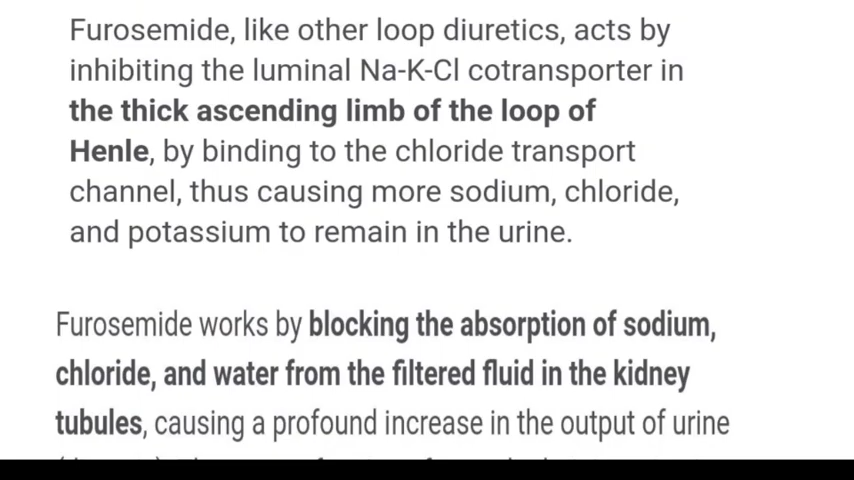 Furosemide, like other loop diuretics, acts by
inhibiting the luminal Na-K-Cl cotransporter in
the thick ascending limb of the loop of
Henle, by binding to the chloride transport
channel, thus causing more sodium, chloride,
and potassium to remain in the urine.
Furosemide works by blocking the absorption of sodium,
chloride, and water from the filtered fluid in the kidney
tubules, causing a profound increase in the output of urine